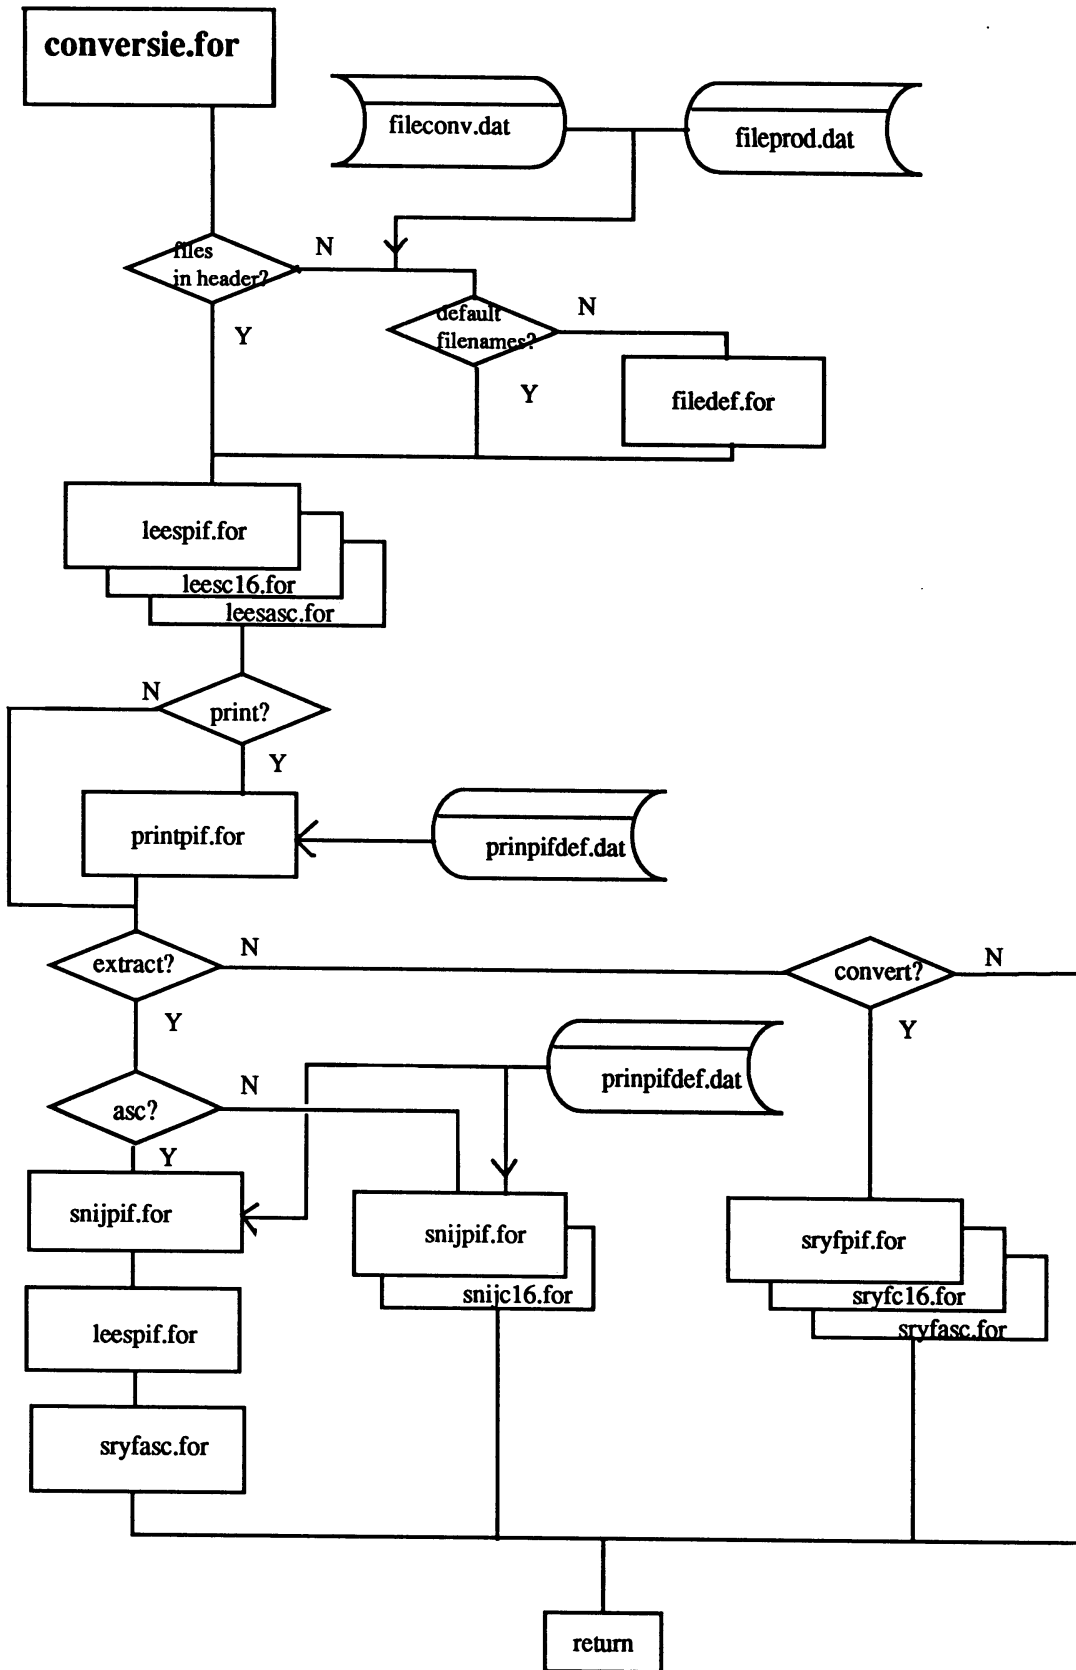 conversie.for
fileconv.dat
fileprod.dat
files
in header?
N
Y
default
filenames?
N
Y
filedef.for
leespif.for
leesc16.for
leesasc.for
N
print?
Y
printpif.for
prinpifdef.dat
extract?
N
convert?
N
Y
Y
prinpifdef.dat
asc?
N
Y
snijpif.for
snijpif.for
snijc16.for
sryfpif.for
sryfc16.for
sryfasc.for
leespif.for
sryfasc.for
return